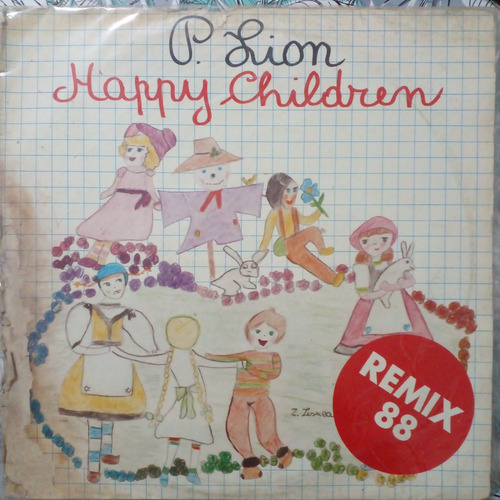 P. Lion
Happy Children
REMIX
88